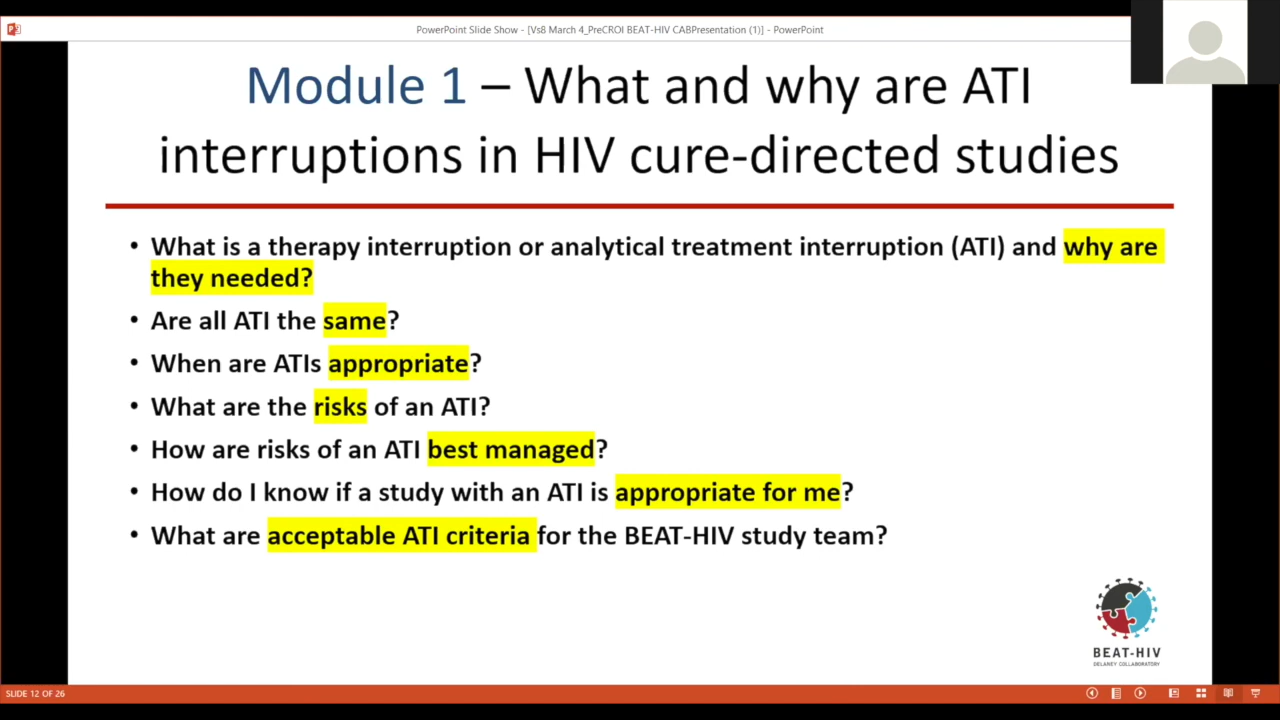 PowerPoint Slide Show - [Vs8 March 4_PreCROI BEAT-HIV CABPresentation (1)] - PowerPoint
Module 1 – What and why are ATI
interruptions in HIV cure-directed studies
• What is a therapy interruption or analytical treatment interruption (ATI) and why are
they needed?
• Are all ATI the same?
• When are ATIs appropriate?
• What are the risks of an ATI?
• How are risks of an ATI best managed?
• How do I know if a study with an ATI is appropriate for me?
• What are acceptable ATI criteria for the BEAT-HIV study team?
BEAT-HIV
DELANEY COLLABORATORY
SLIDE 12 OF 26